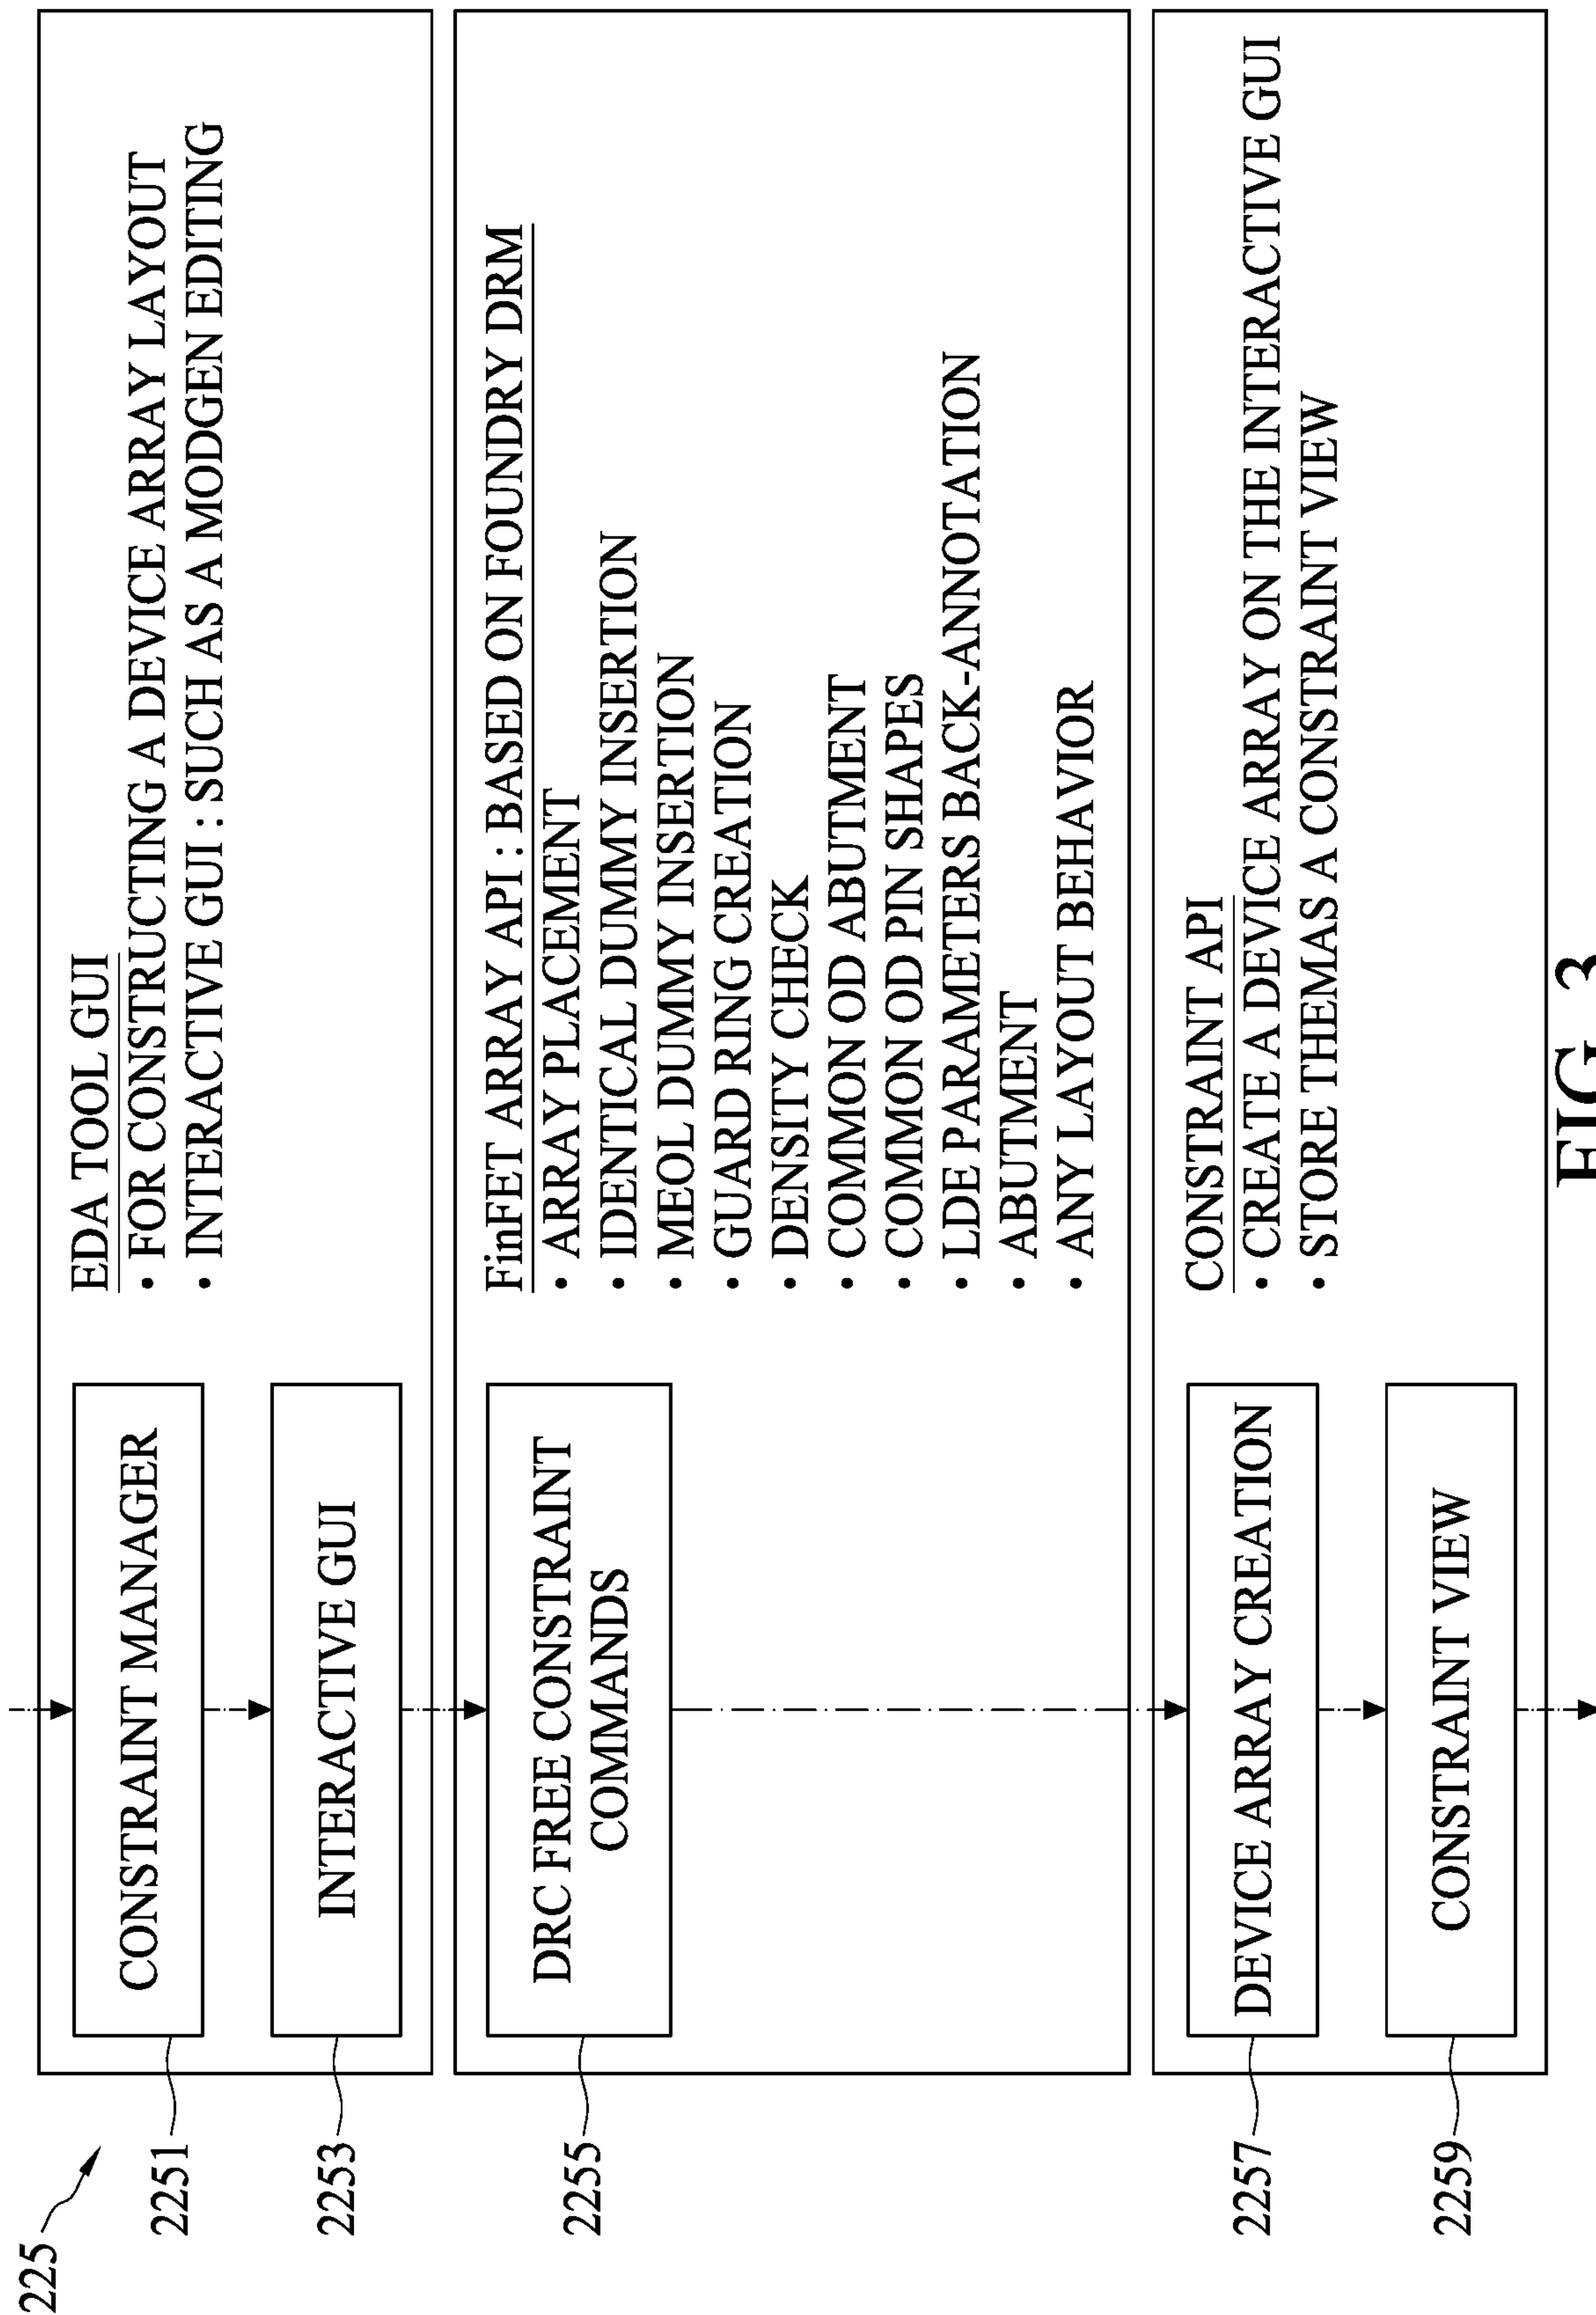 225
2251
CONSTRAINT MANAGER
EDA TOOL GUI
• FOR CONSTRUCTING A DEVICE ARRAY LAYOUT
• INTERACTIVE GUI : SUCH AS A MODGEN EDITING
2253
INTERACTIVE GUI
2255
DRC FREE CONSTRAINT
COMMANDS
FinFET ARRAY API : BASED ON FOUNDRY DRM
• ARRAY PLACEMENT
• IDENTICAL DUMMY INSERTION
• MEOL DUMMY INSERTION
• GUARD RING CREATION
• DENSITY CHECK
• COMMON OD ABUTMENT
• COMMON OD PIN SHAPES
• LDE PARAMETERS BACK-ANNOTATION
• ABUTMENT
• ANY LAYOUT BEHAVIOR
2257
DEVICE ARRAY CREATION
CONSTRAINT API
• CREATE A DEVICE ARRAY ON THE INTERACTIVE GUI
• STORE THEMAS A CONSTRAINT VIEW
2259
CONSTRAINT VIEW
FIG. 3